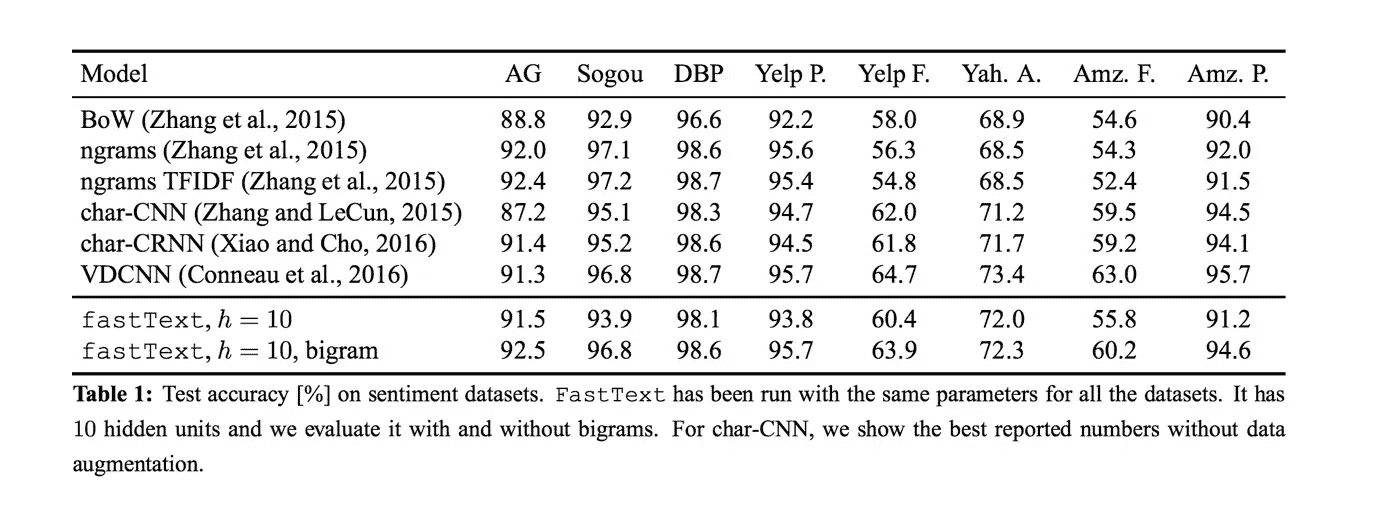 Model AG Sogou DBP Yelp P. Yelp F. Yah. A. Amz. F. Amz. P.
BoW (Zhang et al., 2015) 88.8 92.9 96.6 92.2 58.0 68.9 54.6 90.4
ngrams (Zhang et al., 2015) 92.0 97.1 98.6 95.6 56.3 68.5 54.3 92.0
ngrams TFIDF (Zhang et al., 2015) 92.4 97.2 98.7 95.4 54.8 68.5 52.4 91.5
char-CNN (Zhang and LeCun, 2015) 87.2 95.1 98.3 94.7 62.0 71.2 59.5 94.5
char-CRNN (Xiao and Cho, 2016) 91.4 95.2 98.6 94.5 61.8 71.7 59.2 94.1
VDCNN (Conneau et al., 2016) 91.3 96.8 98.7 95.7 64.7 73.4 63.0 95.7
fastText, h = 10 91.5 93.9 98.1 93.8 60.4 72.0 55.8 91.2
fastText, h = 10, bigram 92.5 96.8 98.6 95.7 63.9 72.3 60.2 94.6
Table 1: Test accuracy [%] on sentiment datasets. FastText has been run with the same parameters for all the datasets. It has
10 hidden units and we evaluate it with and without bigrams. For char-CNN, we show the best reported numbers without data
augmentation.